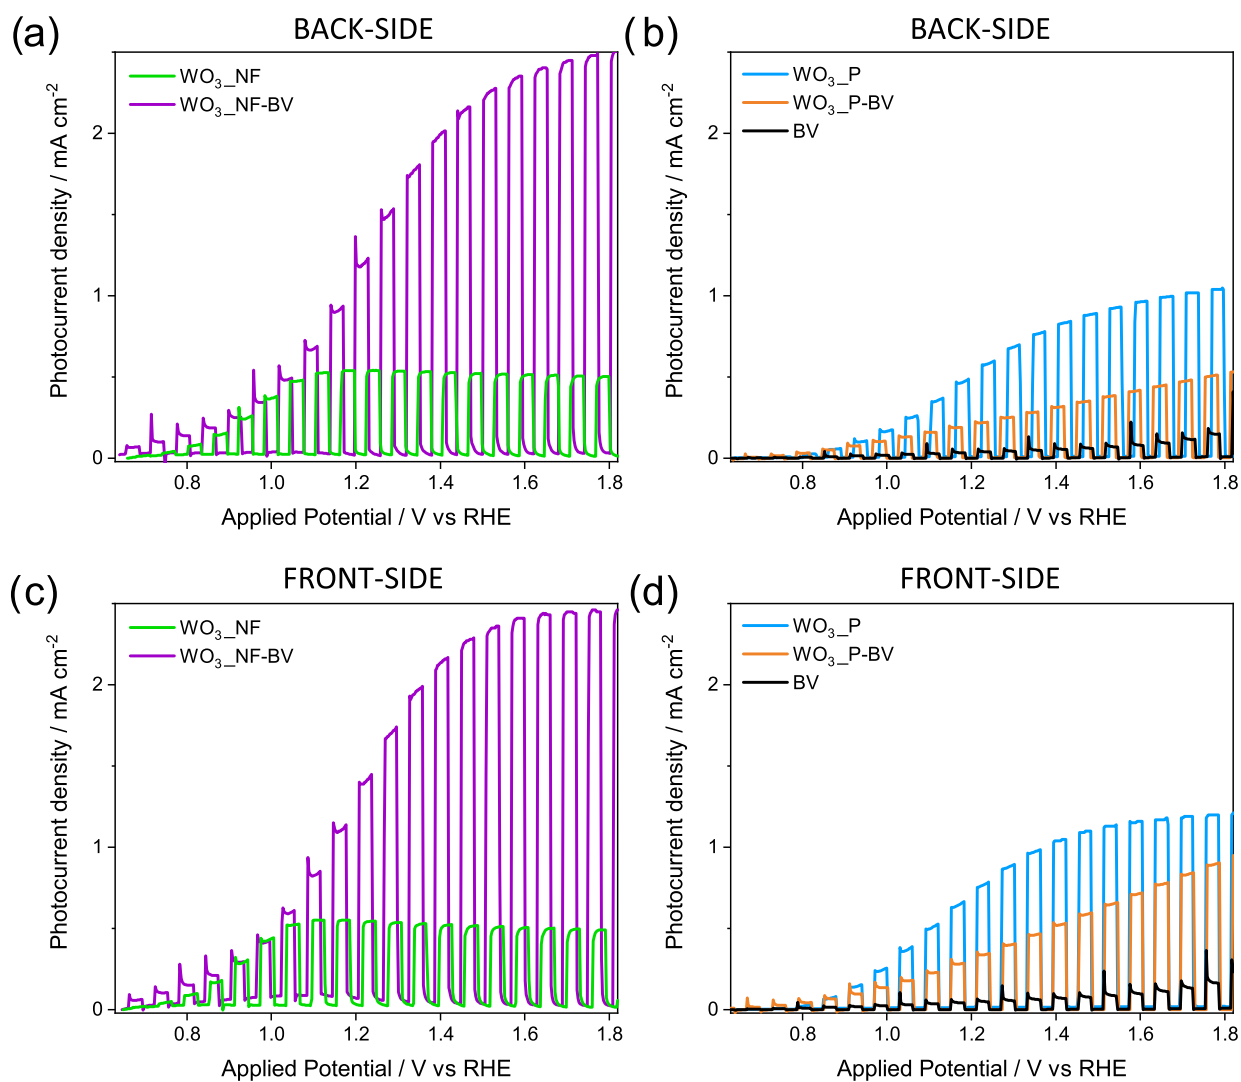 (a)
BACK-SIDE
WO3_NF
WO3_NF-BV
Photocurrent density / mA cm-2
2
1
0
0.8 1.0 1.2 1.4 1.6 1.8
Applied Potential / V vs RHE
(b)
BACK-SIDE
WO3_P
WO3_P-BV
BV
Photocurrent density / mA cm-2
2
1
0
0.8 1.0 1.2 1.4 1.6 1.8
Applied Potential / V vs RHE
(c)
FRONT-SIDE
WO3_NF
WO3_NF-BV
Photocurrent density / mA cm-2
2
1
0
0.8 1.0 1.2 1.4 1.6 1.8
Applied Potential / V vs RHE
(d)
FRONT-SIDE
WO3_P
WO3_P-BV
BV
Photocurrent density / mA cm-2
2
1
0
0.8 1.0 1.2 1.4 1.6 1.8
Applied Potential / V vs RHE